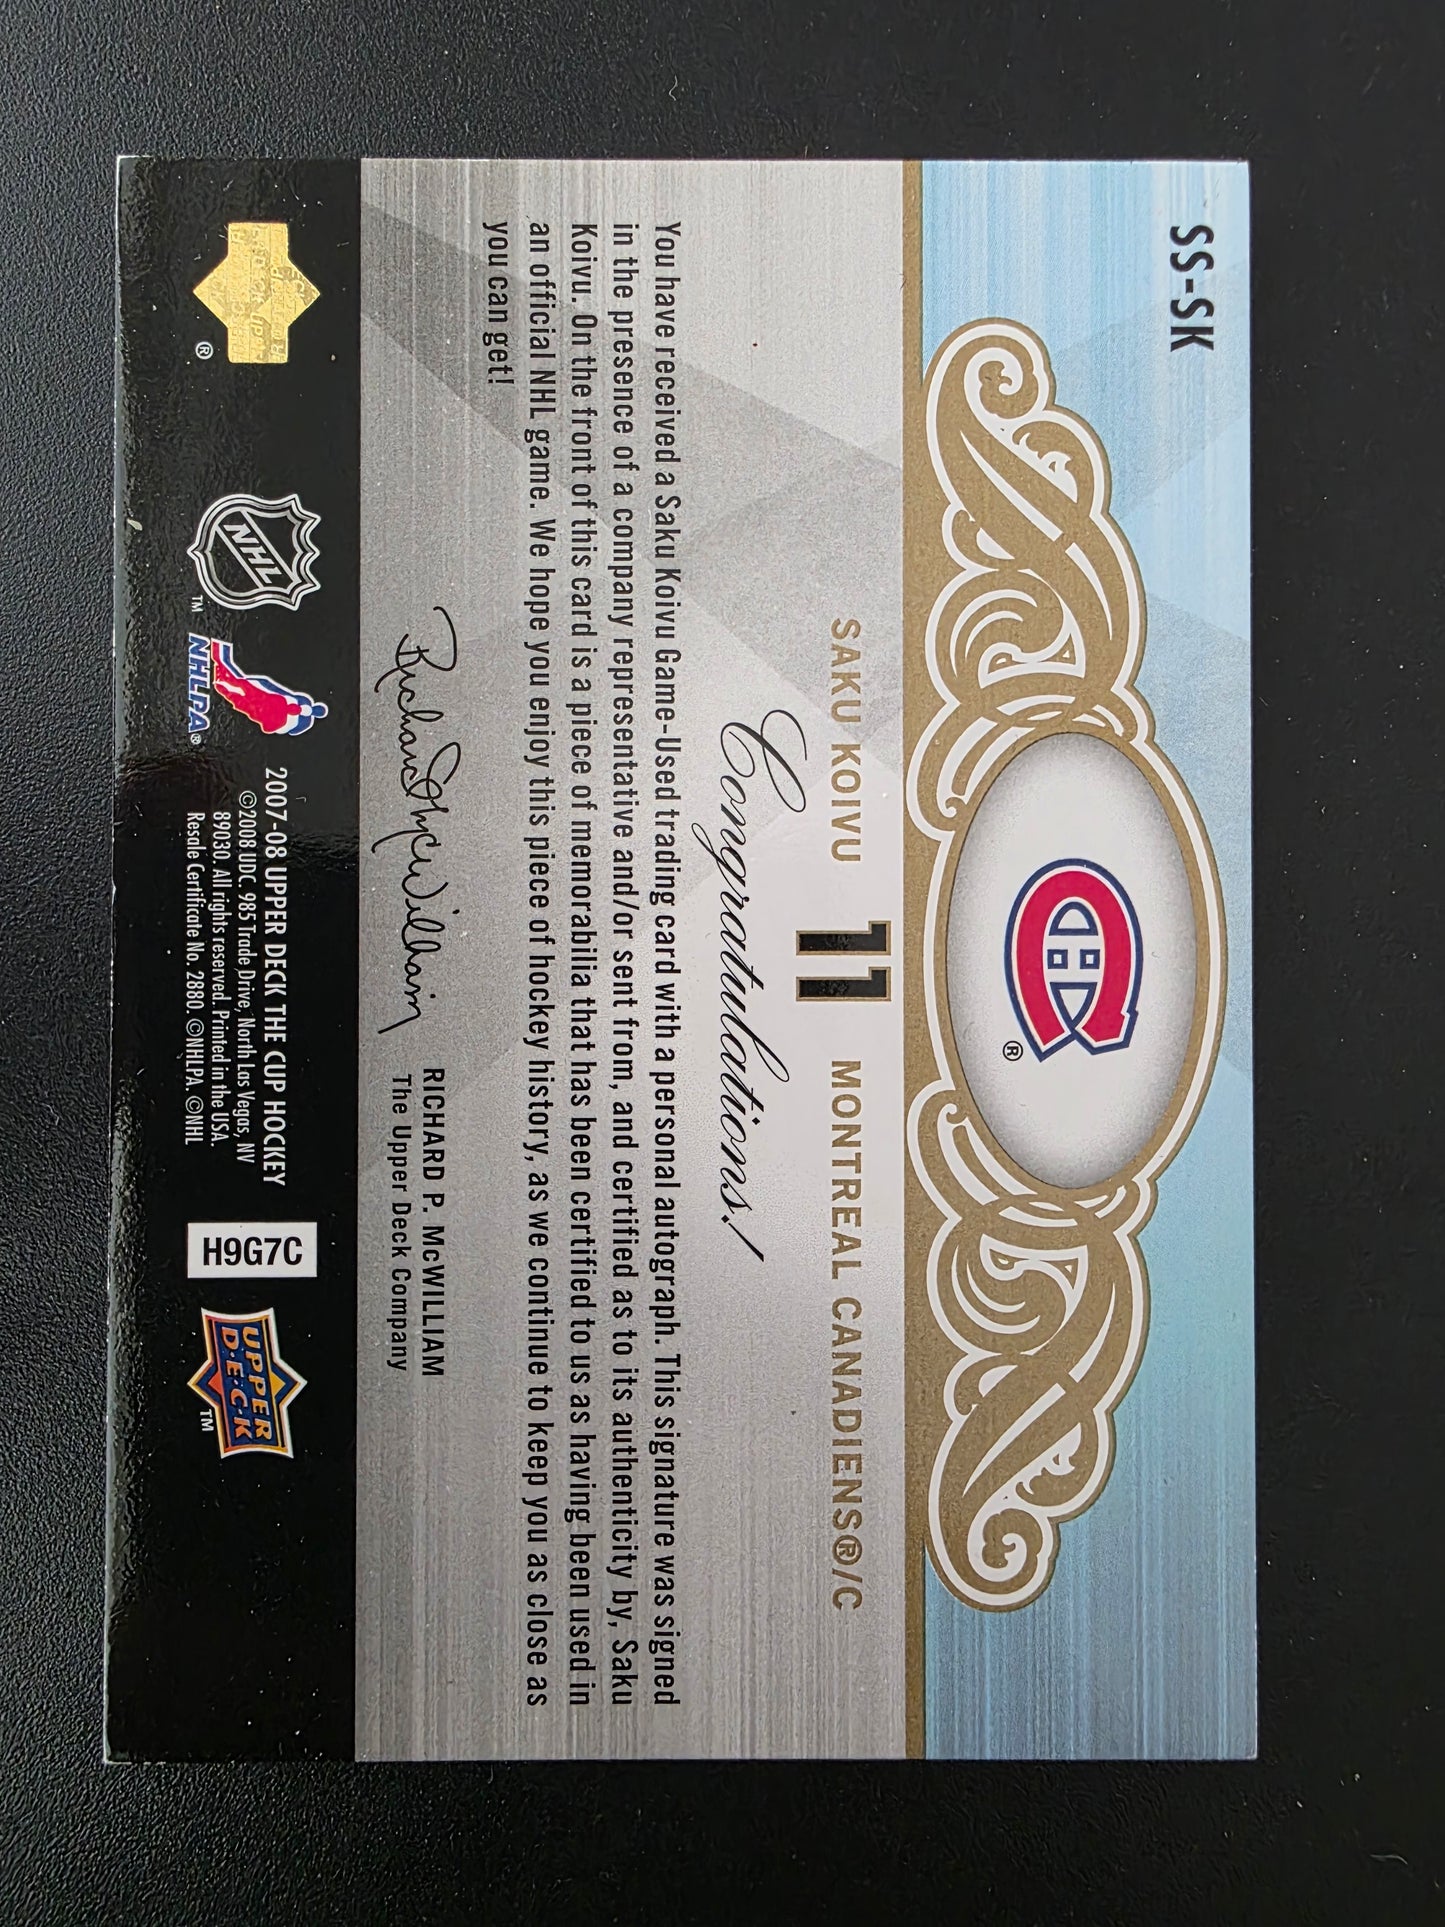 SS-SK
SAKU KOIVU 11 MONTREAL CANADIENS®/C
Congratulations!
You have received a Saku Koivu Game-Used trading card with a personal autograph. This signature was signed
in the presence of a company representative and/or sent from, and certified as to its authenticity by, Saku
Koivu. On the front of this card is a piece of memorabilia that has been certified to us as having been used in
an official NHL game. We hope you enjoy this piece of hockey history, as we continue to keep you as close as
you can get!
RICHARD P. McWILLIAM
The Upper Deck Company
NHL
TM
NHLPA®
2007-08 UPPER DECK THE CUP HOCKEY
©2008 UDC. 985 Trade Drive, North Las Vegas, NV
89030. All rights reserved. Printed in the USA.
Resale Certificate No. 2880. ©NHLPA. ©NHL
H9G7C
UPPER
D·E·C·K
TM